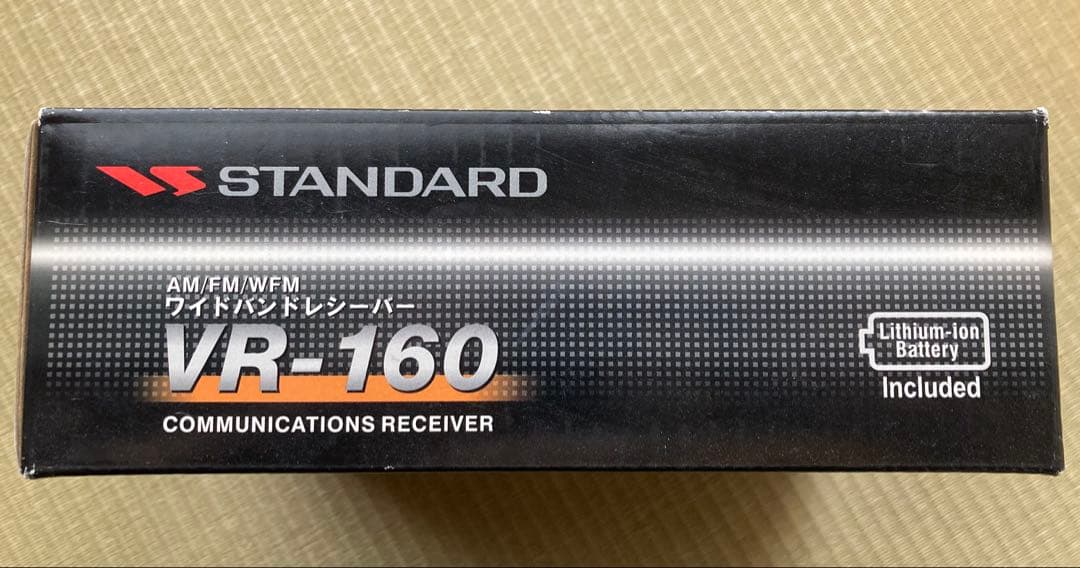 STANDARD
AM/FM/WFM
ワイドバンドレシーバー
VR-160
COMMUNICATIONS RECEIVER
Lithium-ion
Battery
Included